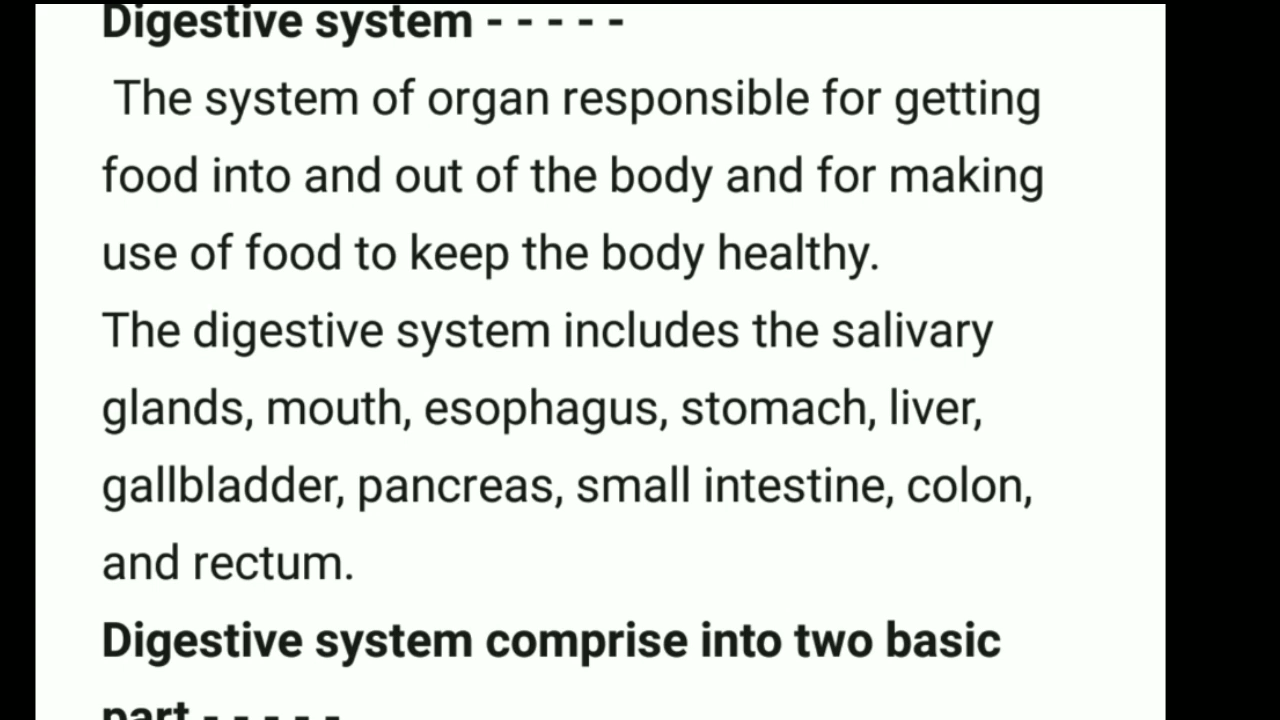 Digestive system - - - - -
The system of organ responsible for getting
food into and out of the body and for making
use of food to keep the body healthy.
The digestive system includes the salivary
glands, mouth, esophagus, stomach, liver,
gallbladder, pancreas, small intestine, colon,
and rectum.
Digestive system comprise into two basic
part - - - - -